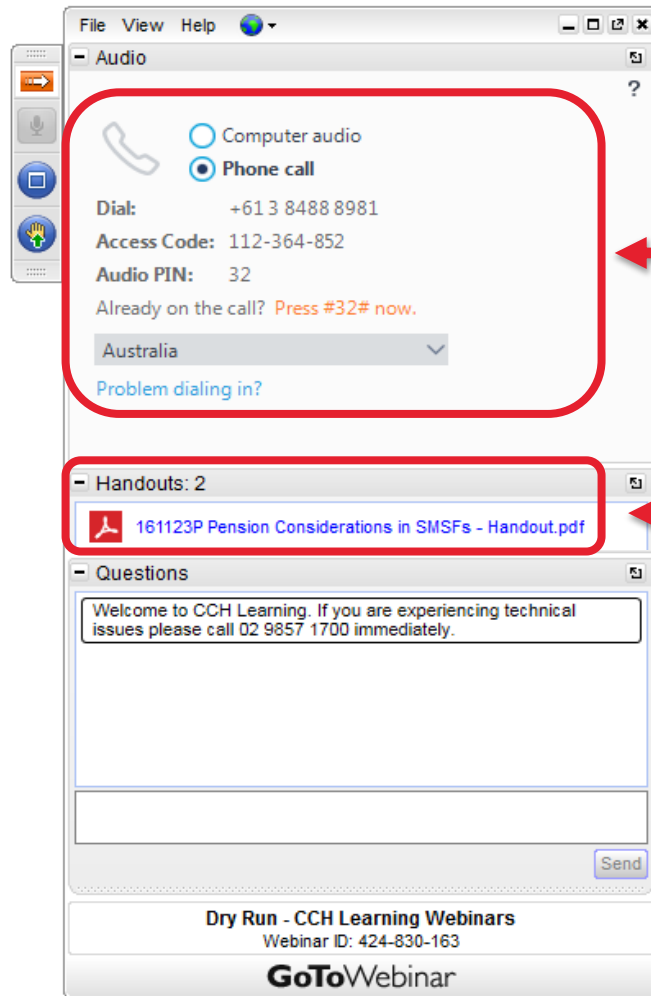 File View Help
Audio
?
Computer audio
Phone call
Dial: +61 3 8488 8981
Access Code: 112-364-852
Audio PIN: 32
Already on the call? Press #32# now.
Australia
Problem dialing in?
Handouts: 2
161123P Pension Considerations in SMSFs - Handout.pdf
Questions
Welcome to CCH Learning. If you are experiencing technical
issues please call 02 9857 1700 immediately.
Send
Dry Run - CCH Learning Webinars
Webinar ID: 424-830-163
GoToWebinar